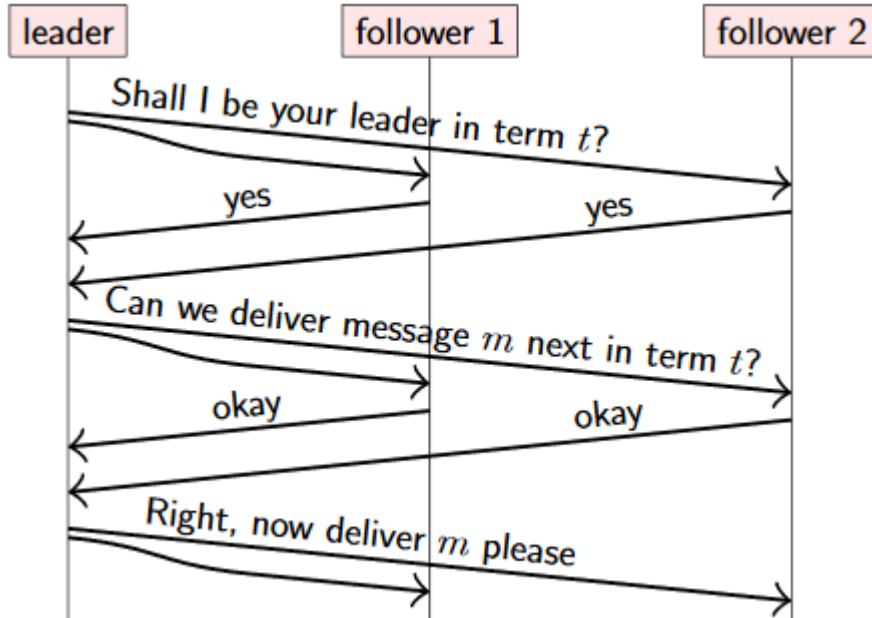 leader
follower 1
follower 2
Shall I be your leader in term t?
yes
yes
Can we deliver message m next in term t?
okay
okay
Right, now deliver m please